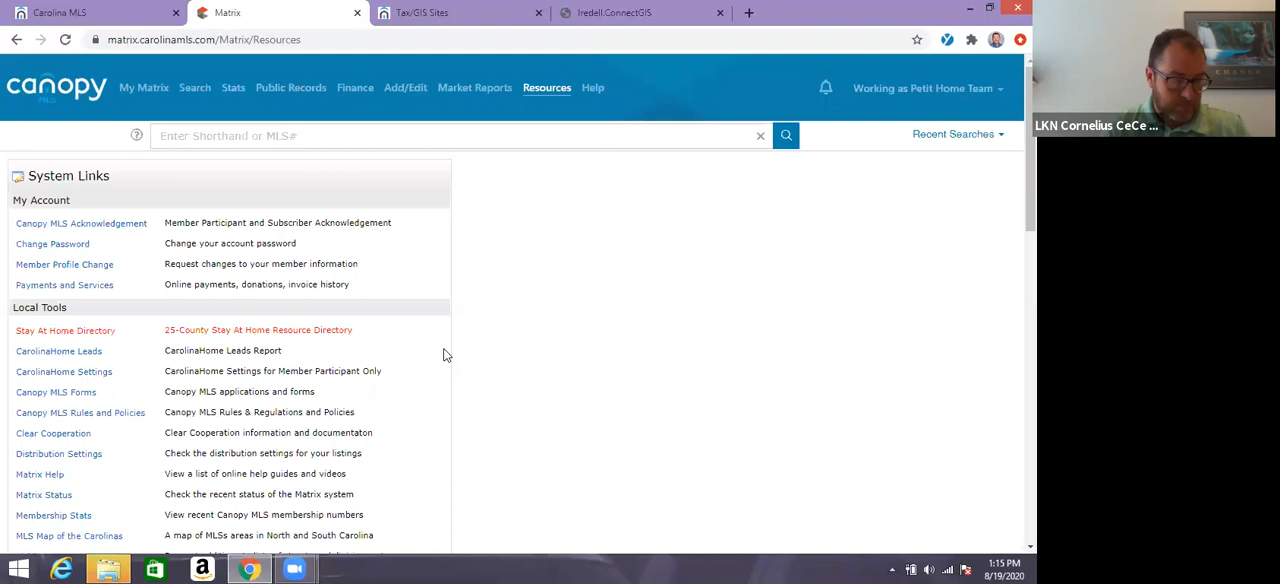 Carolina MLS
Matrix
Tax/GIS Sites
Iredell.ConnectGIS
matrix.carolinamls.com/Matrix/Resources
canopy
MLS
My Matrix Search Stats Public Records Finance Add/Edit Market Reports Resources Help
Working as Petit Home Team
LKN Cornelius CeCe ...
Enter Shorthand or MLS#
Recent Searches
System Links
My Account
Canopy MLS Acknowledgement Member Participant and Subscriber Acknowledgement
Change Password Change your account password
Member Profile Change Request changes to your member information
Payments and Services Online payments, donations, invoice history
Local Tools
Stay At Home Directory 25-County Stay At Home Resource Directory
CarolinaHome Leads CarolinaHome Leads Report
CarolinaHome Settings CarolinaHome Settings for Member Participant Only
Canopy MLS Forms Canopy MLS applications and forms
Canopy MLS Rules and Policies Canopy MLS Rules & Regulations and Policies
Clear Cooperation Clear Cooperation information and documentaton
Distribution Settings Check the distribution settings for your listings
Matrix Help View a list of online help guides and videos
Matrix Status Check the recent status of the Matrix system
Membership Stats View recent Canopy MLS membership numbers
MLS Map of the Carolinas A map of MLSs areas in North and South Carolina
1:15 PM
8/19/2020